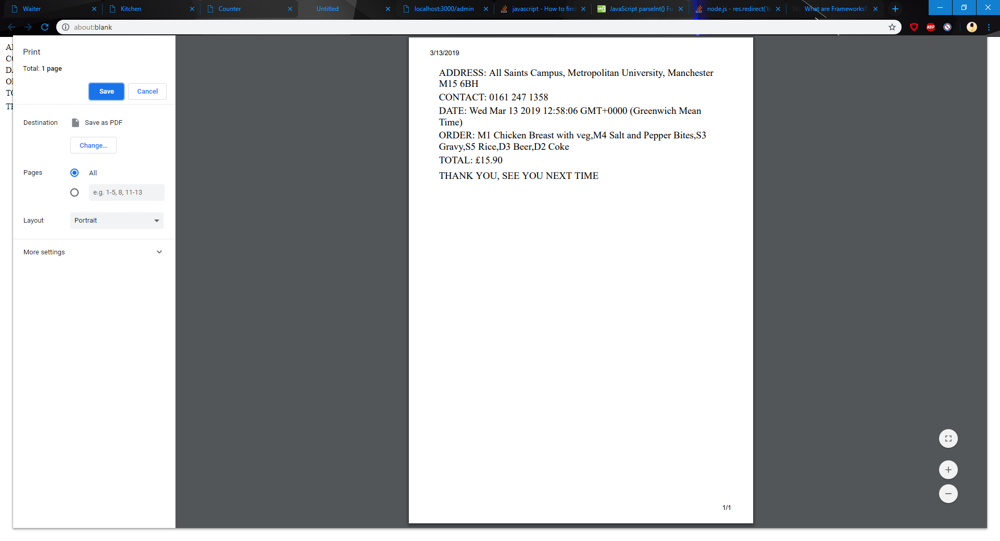 Waiter
Kitchen
Counter
Untitled
localhost:3000/admin
javascript - How to find
JavaScript parseInt() Fu
node.js - res.redirect('b
What are Frameworks?
about:blank
ABP
Print
Total: 1 page
Save
Cancel
Destination
Save as PDF
Change...
Pages
All
e.g. 1-5, 8, 11-13
Layout
Portrait
More settings
3/13/2019
ADDRESS: All Saints Campus, Metropolitan University, Manchester
M15 6BH
CONTACT: 0161 247 1358
DATE: Wed Mar 13 2019 12:58:06 GMT+0000 (Greenwich Mean
Time)
ORDER: M1 Chicken Breast with veg,M4 Salt and Pepper Bites,S3
Gravy,S5 Rice,D3 Beer,D2 Coke
TOTAL: £15.90
THANK YOU, SEE YOU NEXT TIME
1/1